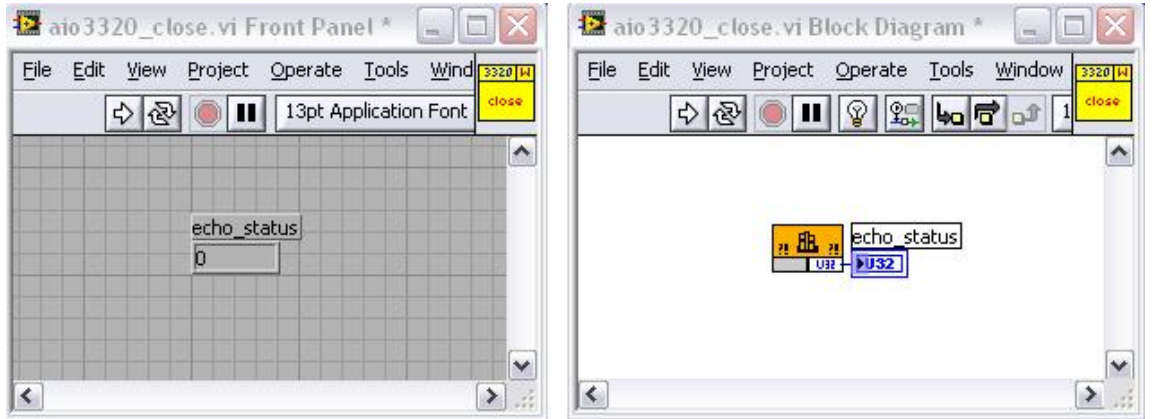 aio3320_close.vi Front Panel *
File Edit View Project Operate Tools Wind
3320 W
close
13pt Application Font
echo_status
0
aio3320_close.vi Block Diagram *
File Edit View Project Operate Tools Window
3320 W
close
1
echo_status
?! ?!
U32
U32